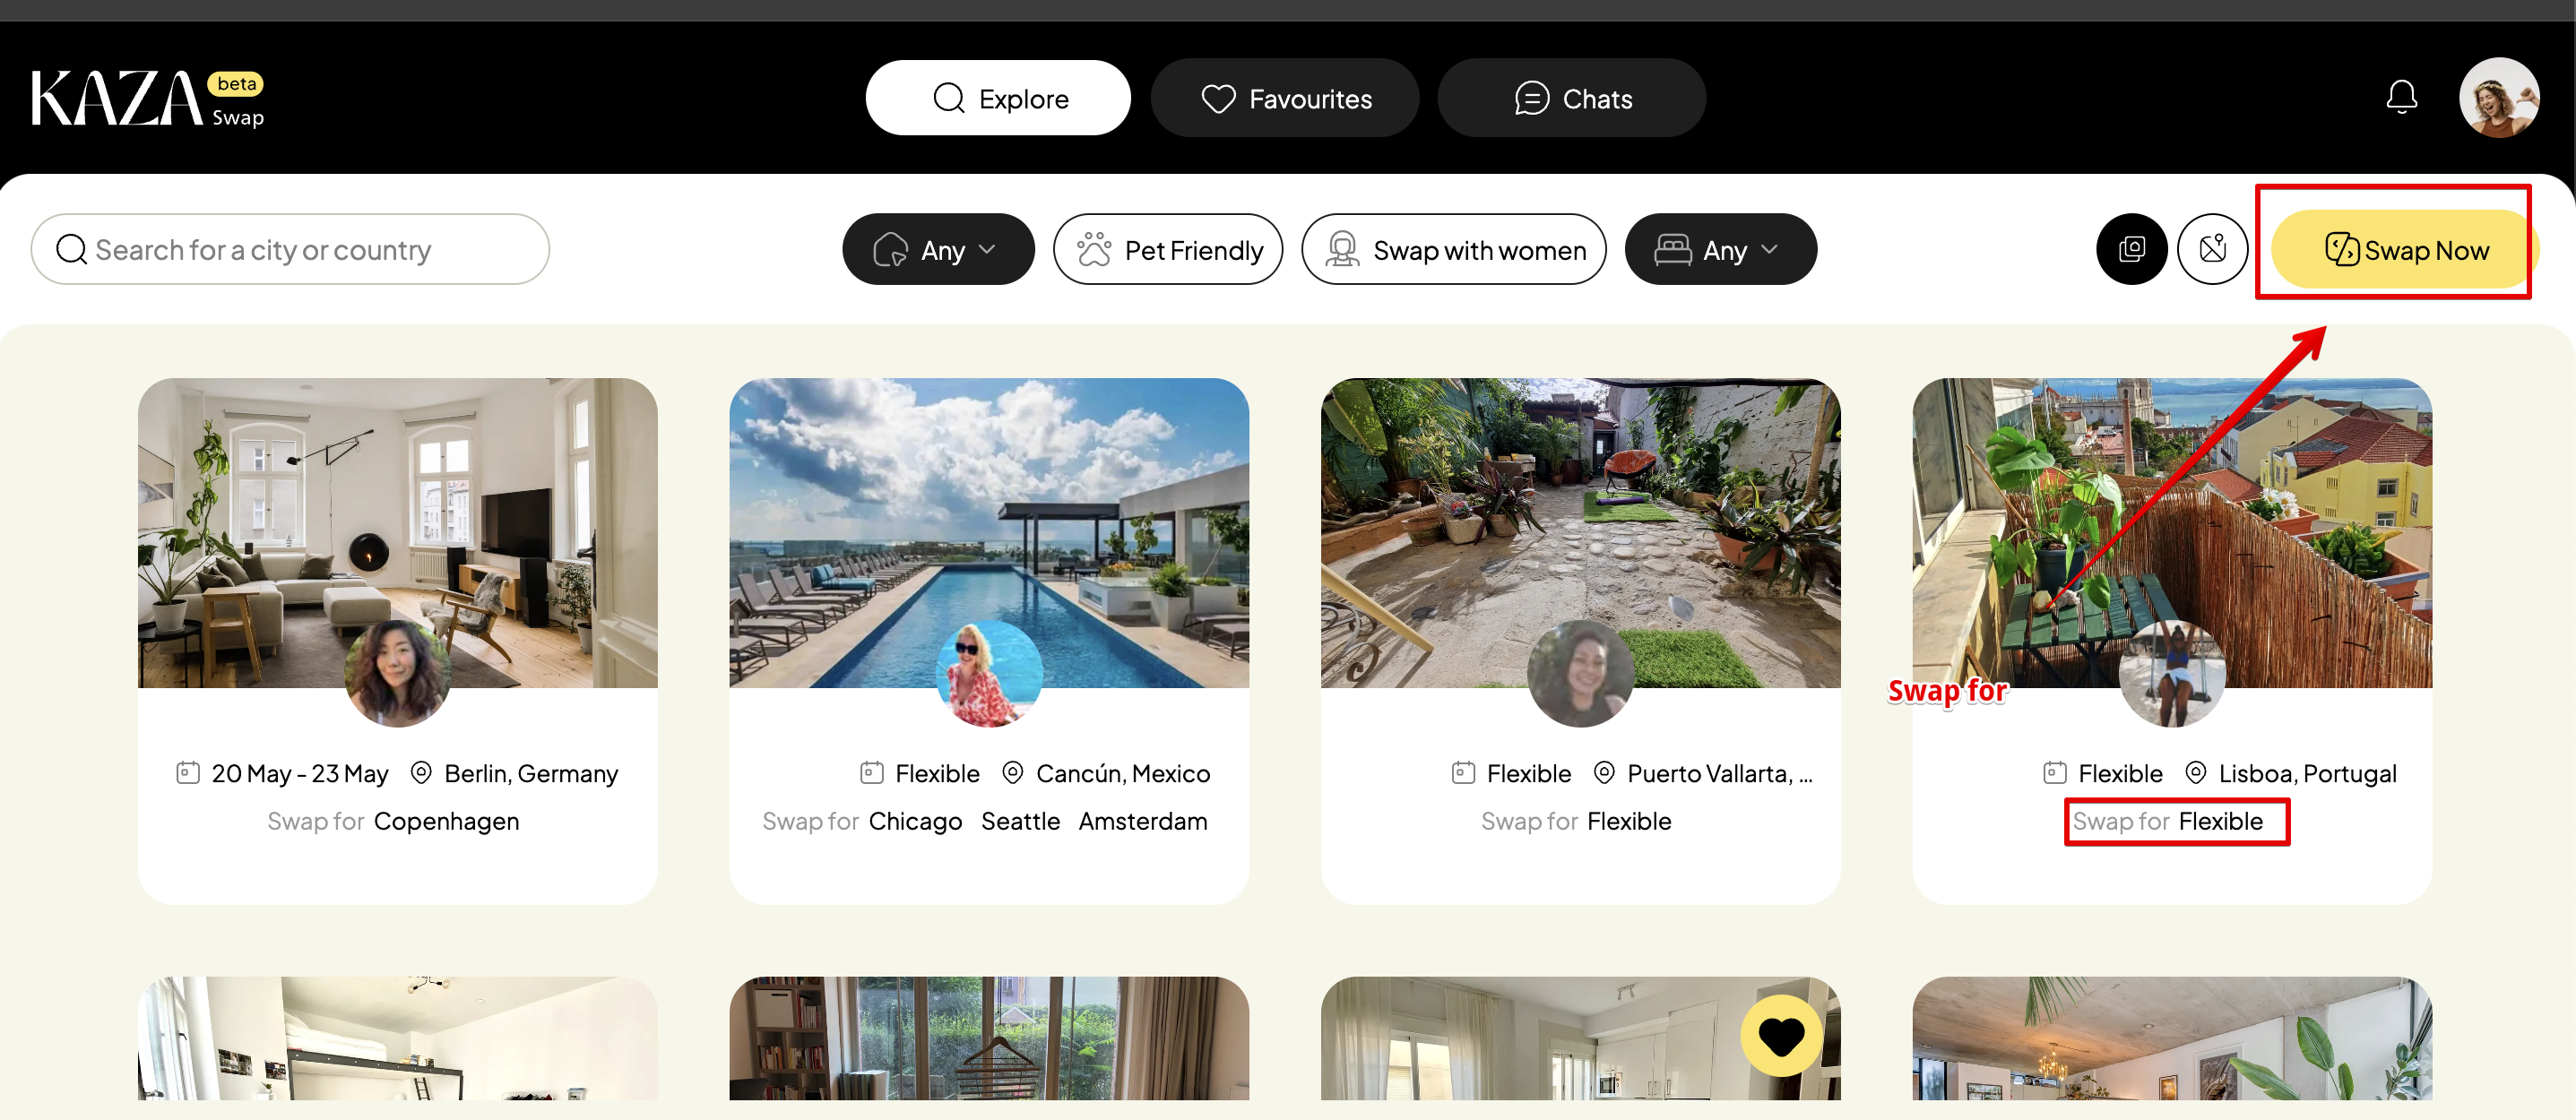 KAZA beta
Swap
Explore
Favourites
Chats
Search for a city or country
Any
Pet Friendly
Swap with women
Any
Swap Now
Swap for
20 May - 23 May Berlin, Germany
Swap for Copenhagen
Flexible Cancún, Mexico
Swap for Chicago Seattle Amsterdam
Flexible Puerto Vallarta, ...
Swap for Flexible
Flexible Lisboa, Portugal
Swap for Flexible